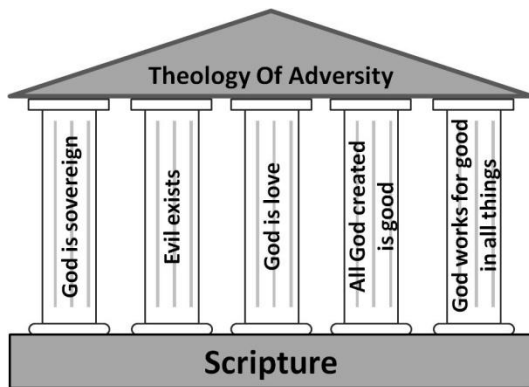 Theology Of Adversity
God is sovereign
Evil exists
God is love
All God created
is good
God works for good
in all things
Scripture